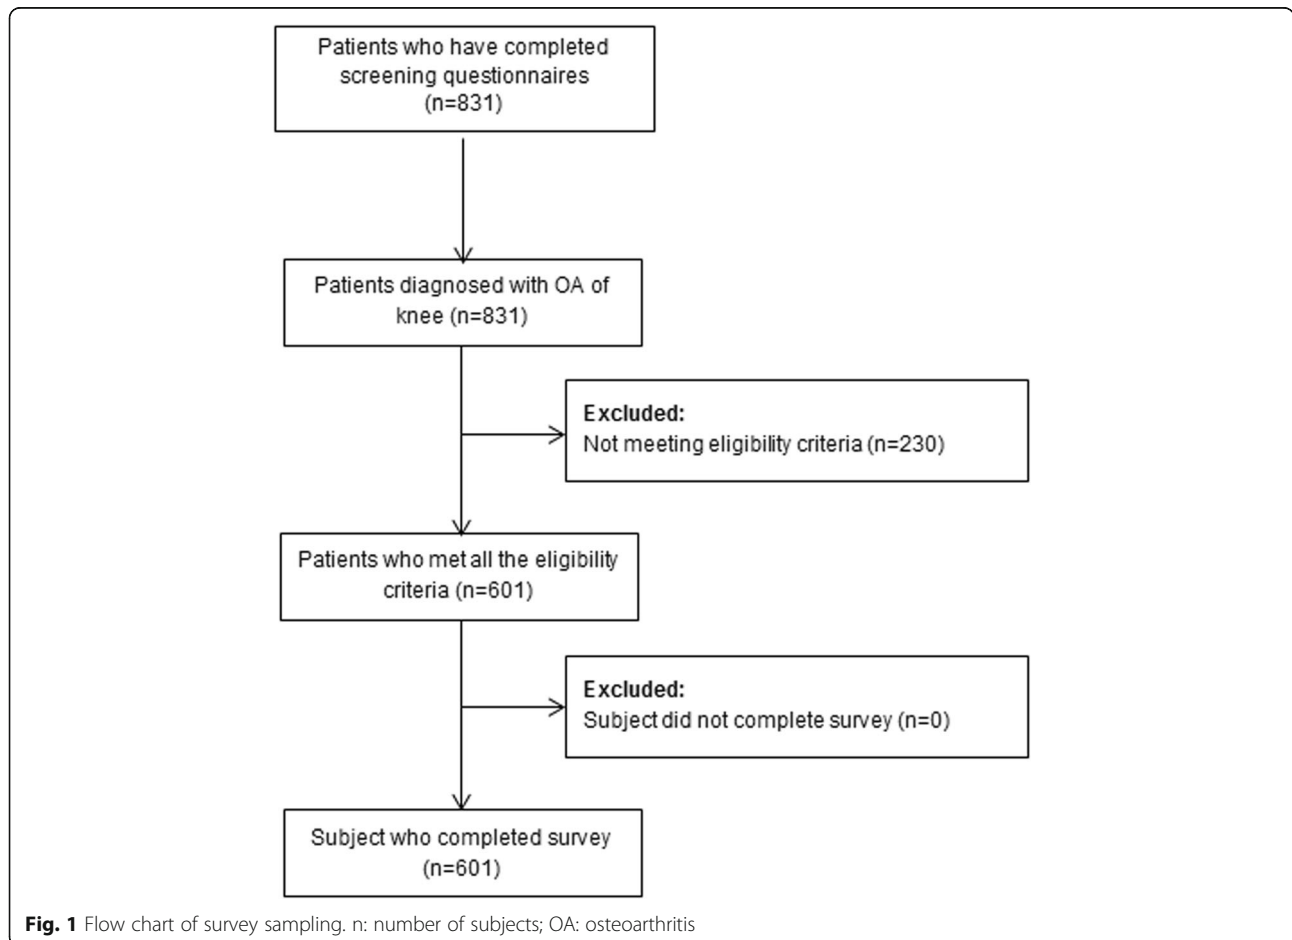 Patients who have completed
screening questionnaires
(n=831)
Patients diagnosed with OA of
knee (n=831)
Excluded:
Not meeting eligibility criteria (n=230)
Patients who met all the eligibility
criteria (n=601)
Excluded:
Subject did not complete survey (n=0)
Subject who completed survey
(n=601)
Fig. 1 Flow chart of survey sampling. n: number of subjects; OA: osteoarthritis